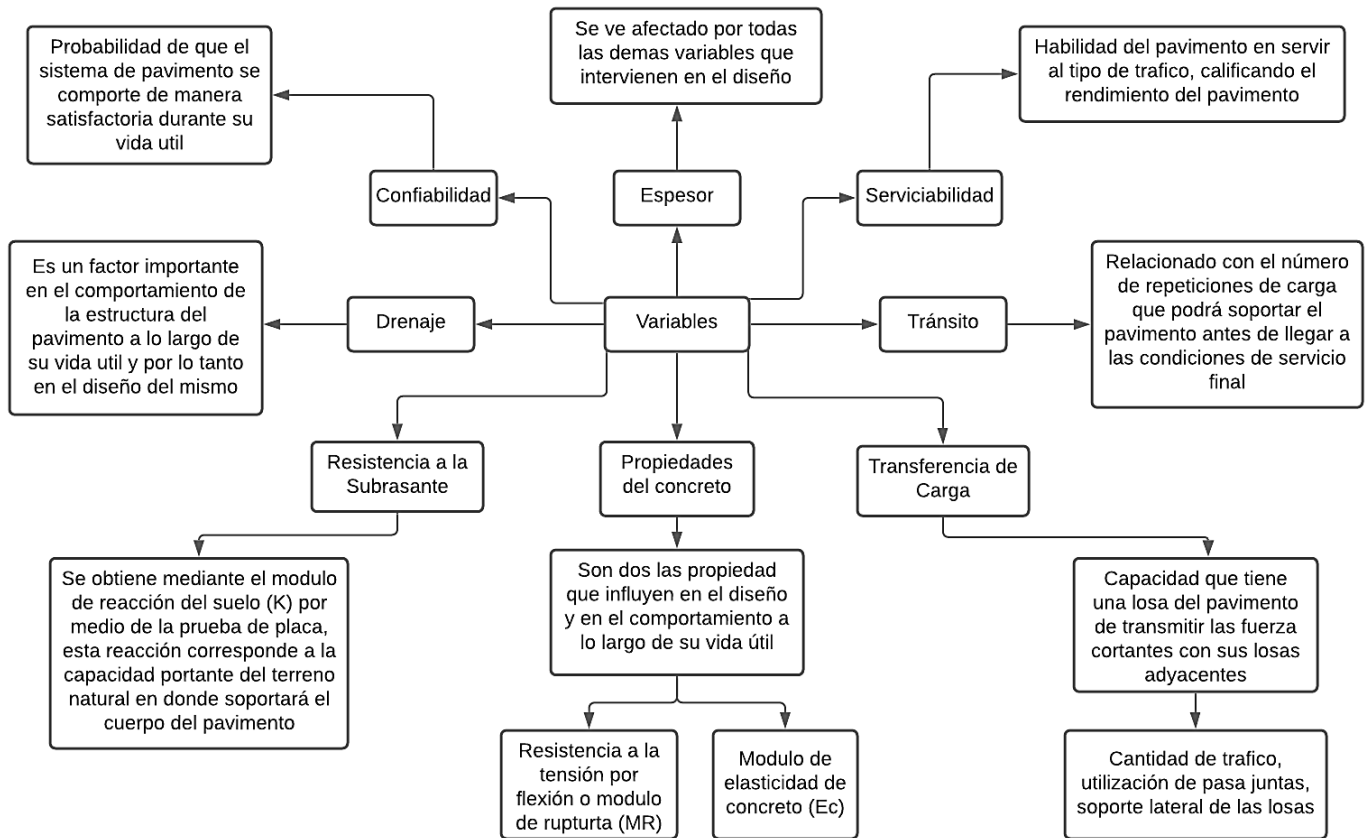 Probabilidad de que el
sistema de pavimento se
comporte de manera
satisfactoria durante su
vida util
Se ve afectado por todas
las demas variables que
intervienen en el diseño
Habilidad del pavimento en servir
al tipo de trafico, calificando el
rendimiento del pavimento
Confiabilidad
Espesor
Serviciabilidad
Es un factor importante
en el comportamiento de
la estructura del
pavimento a lo largo de
su vida util y por lo tanto
en el diseño del mismo
Drenaje
Variables
Tránsito
Relacionado con el número
de repeticiones de carga
que podrá soportar el
pavimento antes de llegar a
las condiciones de servicio
final
Resistencia a la
Subrasante
Propiedades
del concreto
Transferencia de
Carga
Se obtiene mediante el modulo
de reacción del suelo (K) por
medio de la prueba de placa,
esta reacción corresponde a la
capacidad portante del terreno
natural en donde soportará el
cuerpo del pavimento
Son dos las propiedad
que influyen en el diseño
y en el comportamiento a
lo largo de su vida útil
Capacidad que tiene
una losa del pavimento
de transmitir las fuerza
cortantes con sus losas
adyacentes
Resistencia a la
tensión por
flexión o modulo
de rupturta (MR)
Modulo de
elasticidad de
concreto (Ec)
Cantidad de trafico,
utilización de pasa juntas,
soporte lateral de las losas